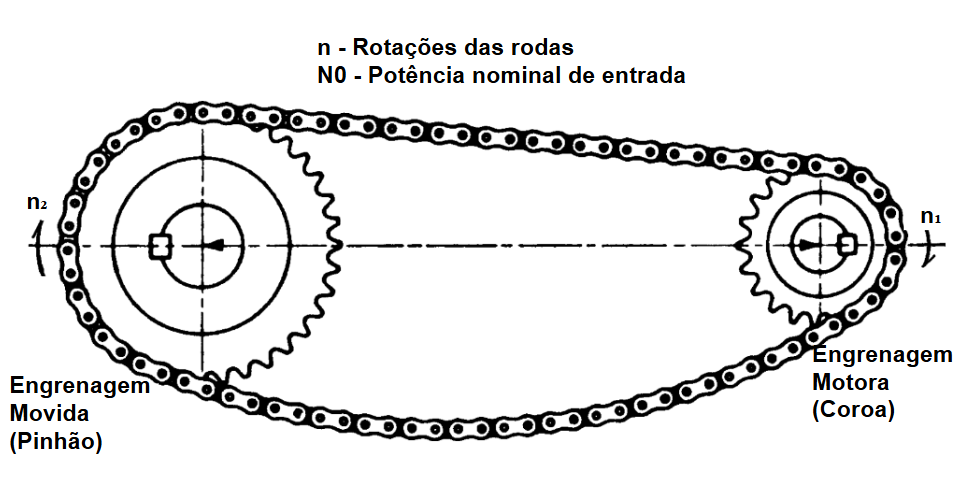 n - Rotações das rodas
N0 - Potência nominal de entrada
n₂
n₁
Engrenagem
Movida
(Pinhão)
Engrenagem
Motora
(Coroa)